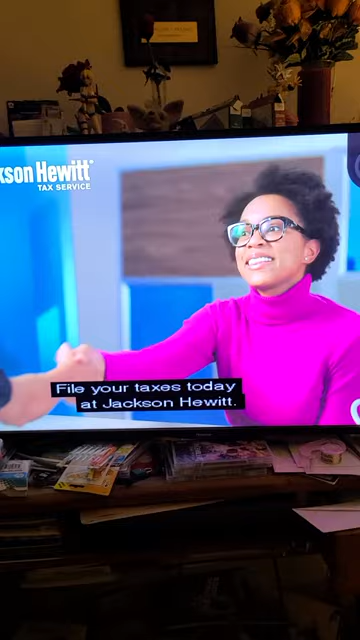 kson Hewitt
TAX SERVICE
File your taxes today
at Jackson Hewitt.